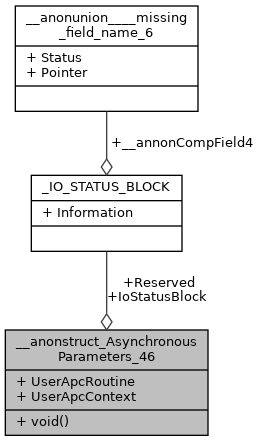 __anonunion____missing
_field_name_6
+ Status
+ Pointer
+__annonCompField4
_IO_STATUS_BLOCK
+ Information
+Reserved
+IoStatusBlock
__anonstruct_Asynchronous
Parameters_46
+ UserApcRoutine
+ UserApcContext
+ void()